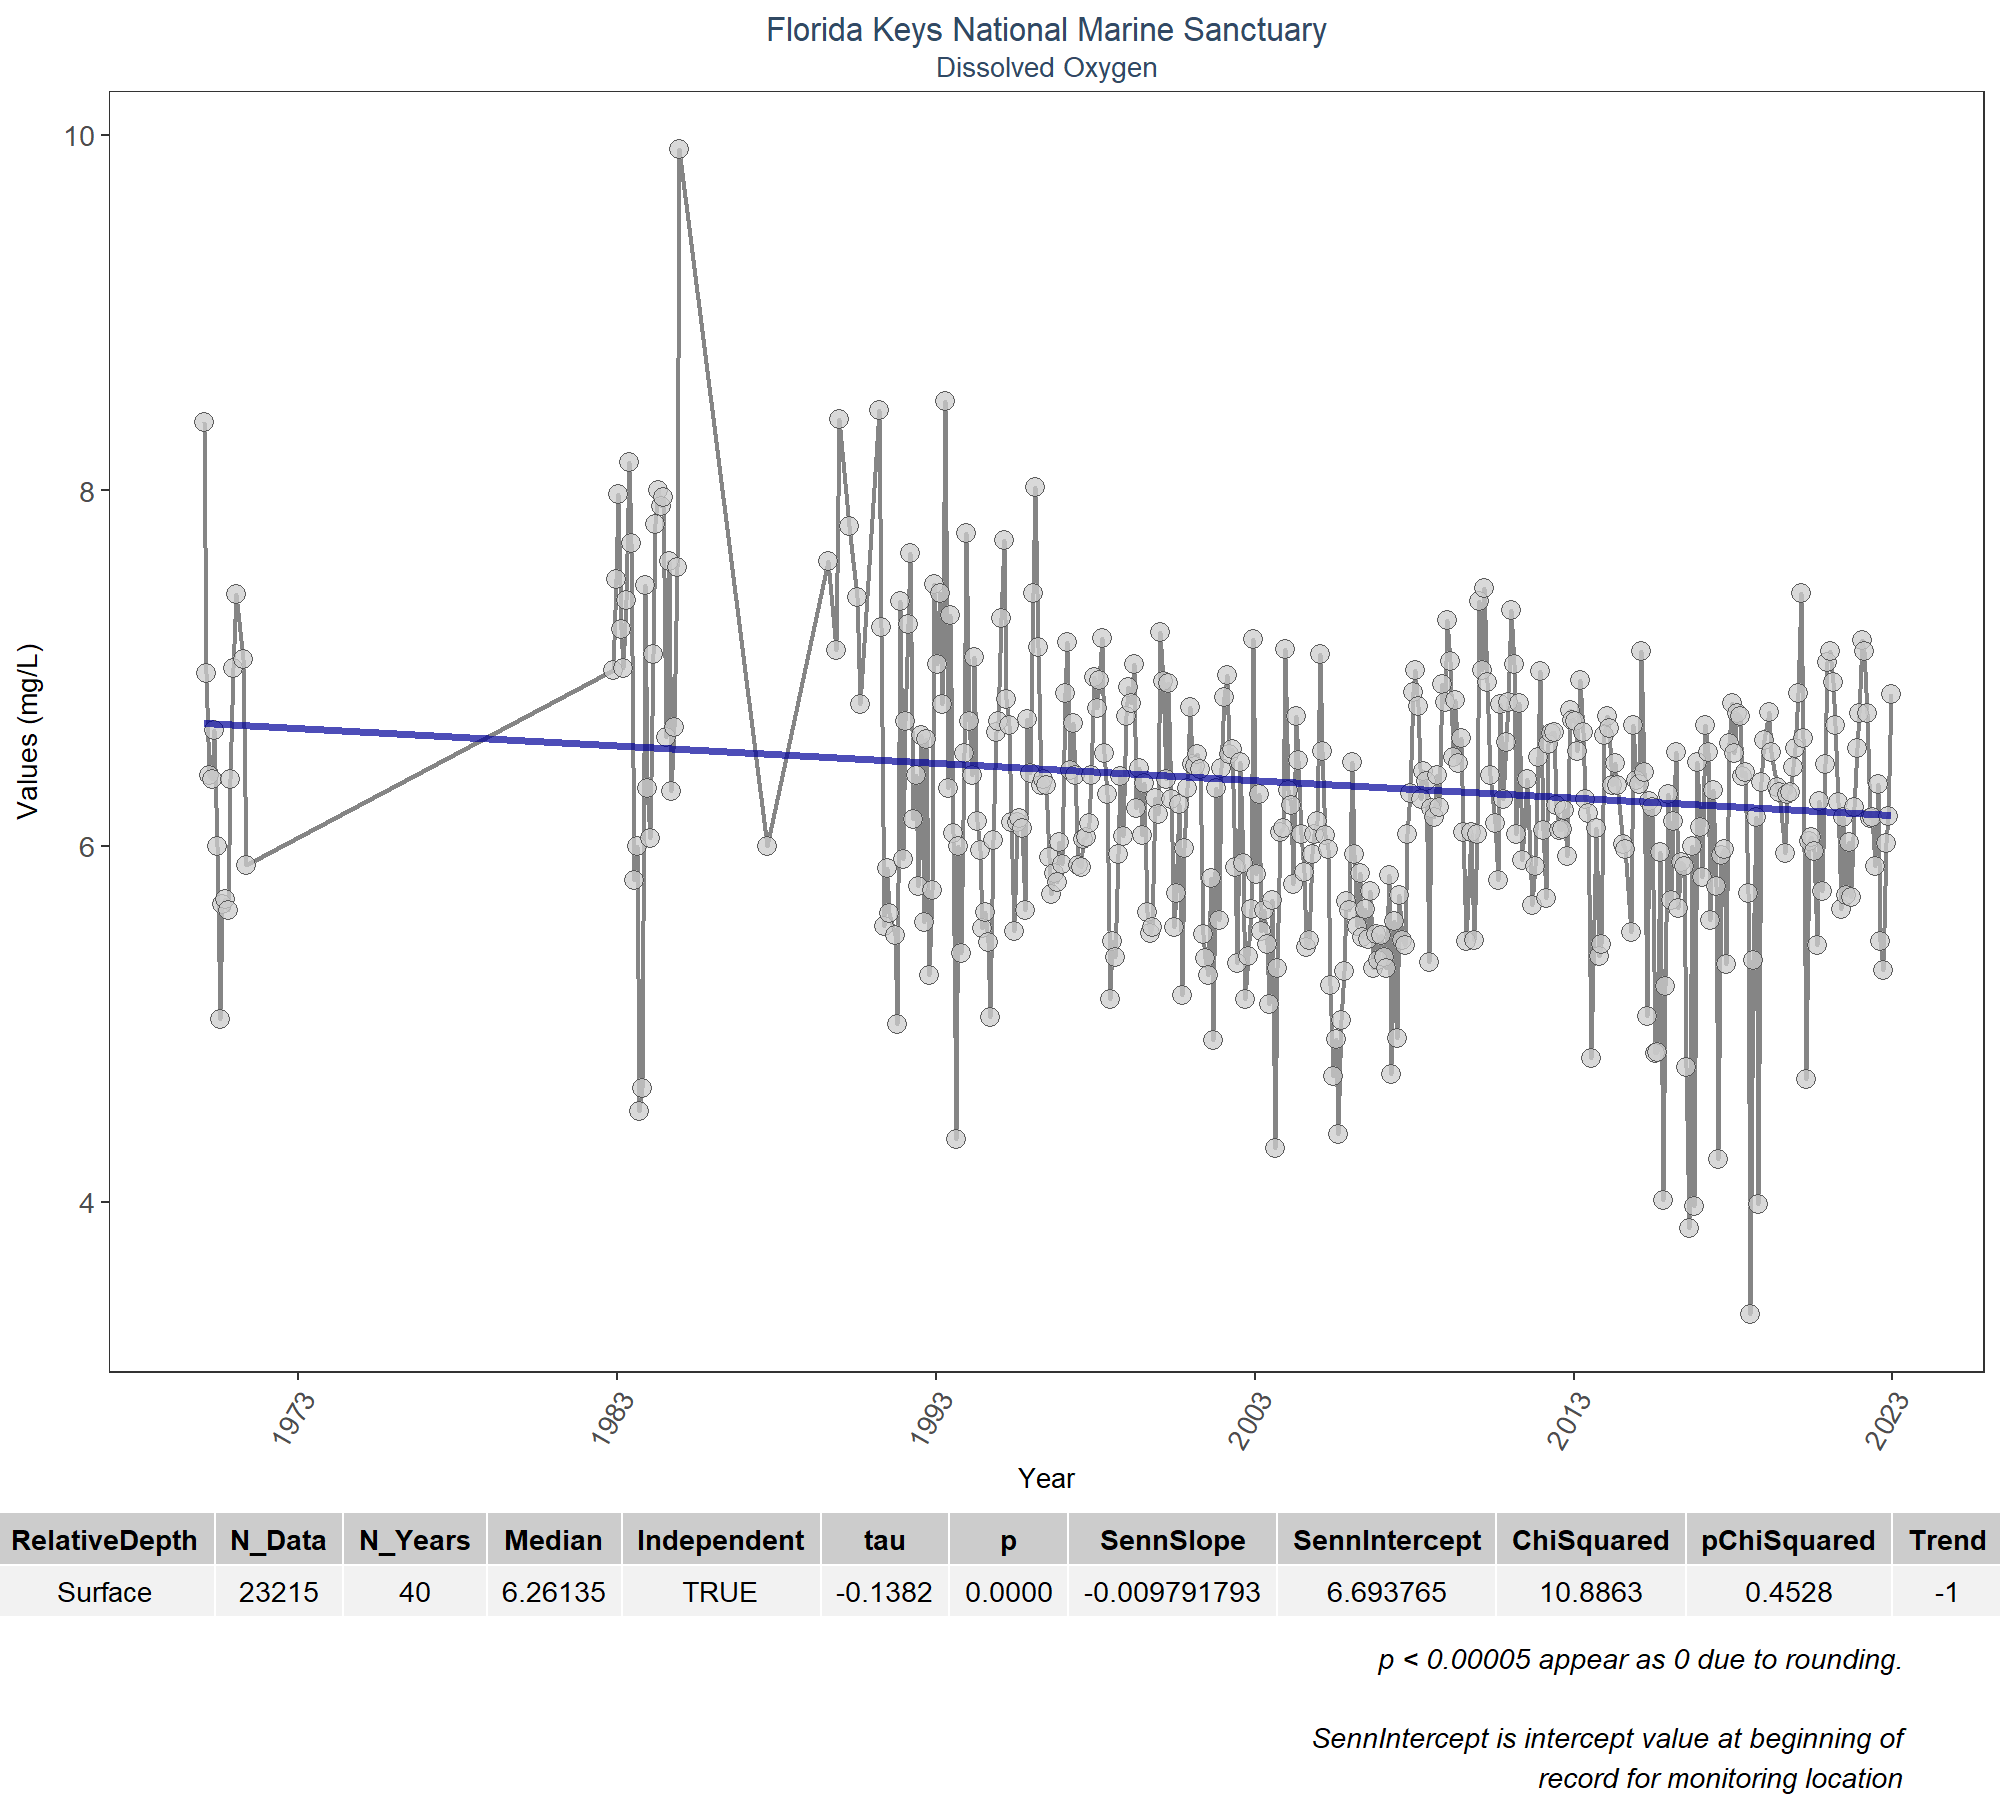 Florida Keys National Marine Sanctuary
Dissolved Oxygen
10
8
6
4
Values (mg/L)
1973
1983
1993
2003
2013
2023
Year
RelativeDepth N_Data N_Years Median Independent tau p SennSlope SennIntercept ChiSquared pChiSquared Trend
Surface 23215 40 6.26135 TRUE -0.1382 0.0000 -0.009791793 6.693765 10.8863 0.4528 -1
p < 0.00005 appear as 0 due to rounding.
SennIntercept is intercept value at beginning of
record for monitoring location